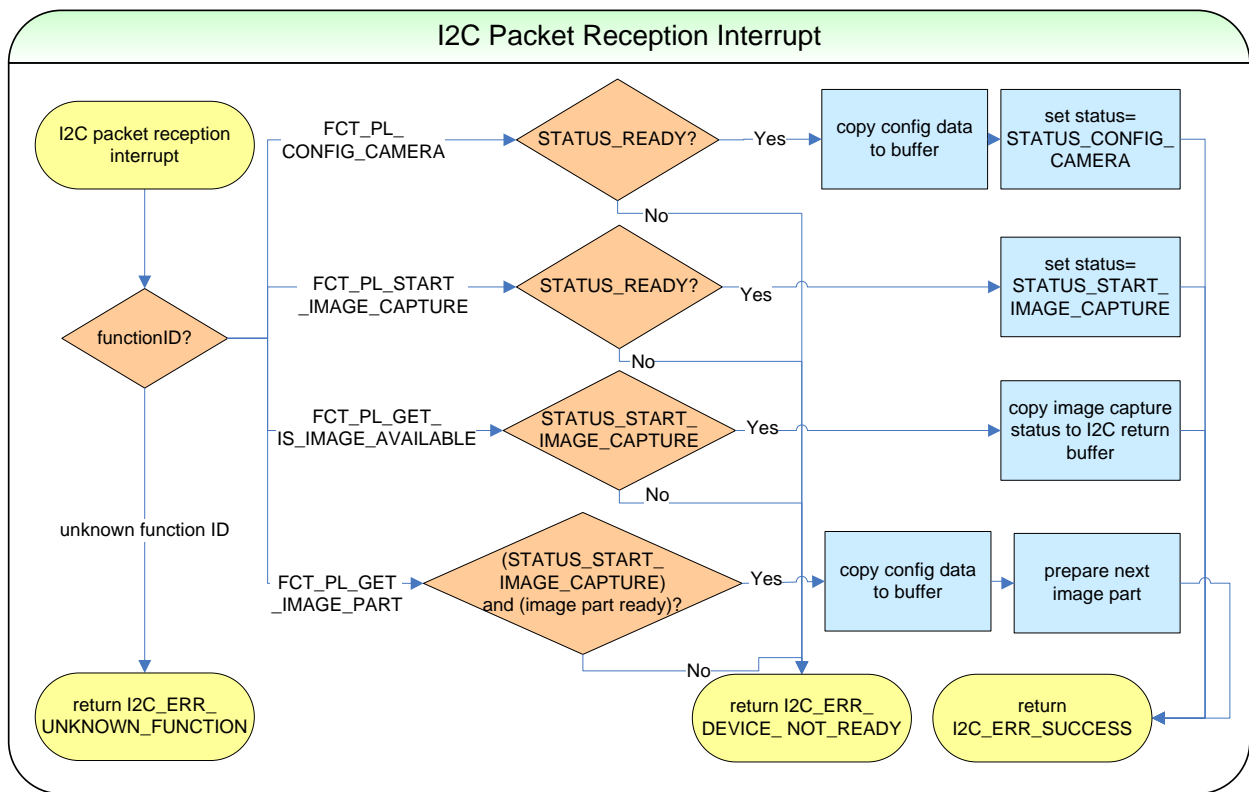 I2C Packet Reception Interrupt
I2C packet reception
interrupt
FCT_PL_
CONFIG_CAMERA
STATUS_READY?
Yes
copy config data
to buffer
set status=
STATUS_CONFIG_
CAMERA
No
functionID?
FCT_PL_START
_IMAGE_CAPTURE
STATUS_READY?
Yes
set status=
STATUS_START_
IMAGE_CAPTURE
No
FCT_PL_GET_
IS_IMAGE_AVAILABLE
STATUS_START_
IMAGE_CAPTURE
Yes
copy image capture
status to I2C return
buffer
No
unknown function ID
FCT_PL_GET
_IMAGE_PART
(STATUS_START_
IMAGE_CAPTURE)
and (image part ready)?
Yes
copy config data
to buffer
prepare next
image part
No
return I2C_ERR_
UNKNOWN_FUNCTION
return I2C_ERR_
DEVICE_ NOT_READY
return
I2C_ERR_SUCCESS